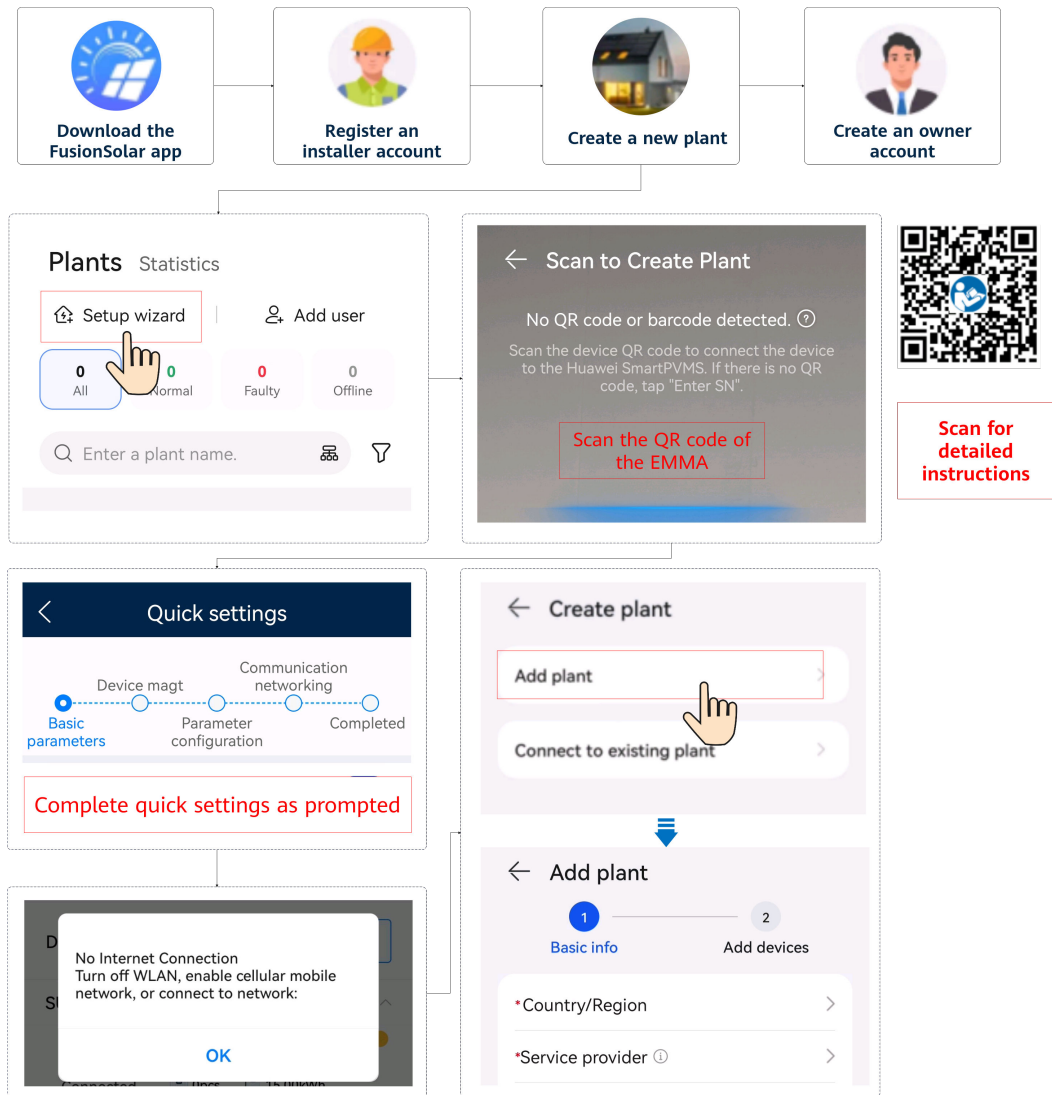 Download the
FusionSolar app
Register an
installer account
Create a new plant
Create an owner
account
Plants Statistics
Setup wizard
Add user
0
All
0
Normal
0
Faulty
0
Offline
Enter a plant name.
Scan to Create Plant
No QR code or barcode detected. ?
Scan the device QR code to connect the device
to the Huawei SmartPVMS. If there is no QR
code, tap "Enter SN".
Scan the QR code of
the EMMA
Scan for
detailed
instructions
Quick settings
Basic
parameters
Device magt
Parameter
configuration
Communication
networking
Completed
Complete quick settings as prompted
No Internet Connection
Turn off WLAN, enable cellular mobile
network, or connect to network:
OK
Create plant
Add plant
Connect to existing plant
Add plant
1
Basic info
2
Add devices
*Country/Region
*Service provider